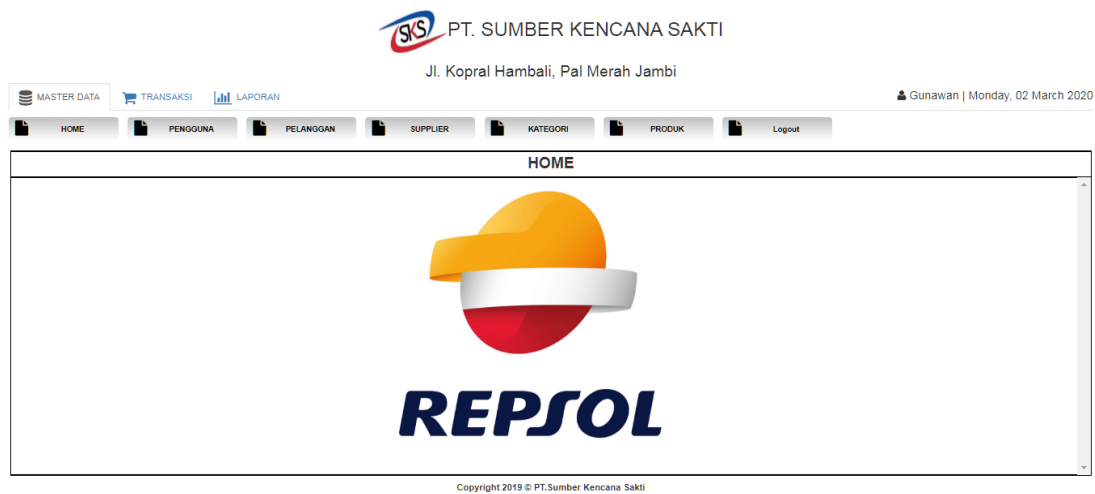 SKS PT. SUMBER KENCANA SAKTI
Jl. Kopral Hambali, Pal Merah Jambi
MASTER DATA TRANSAKSI LAPORAN Gunawan | Monday, 02 March 2020
HOME PENGGUNA PELANGGAN SUPPLIER KATEGORI PRODUK Logout
HOME
REPSOL
Copyright 2019 © PT.Sumber Kencana Sakti